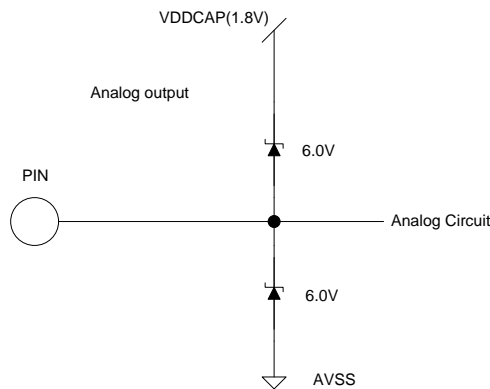 VDDCAP(1.8V)
Analog output
6.0V
PIN
Analog Circuit
6.0V
AVSS